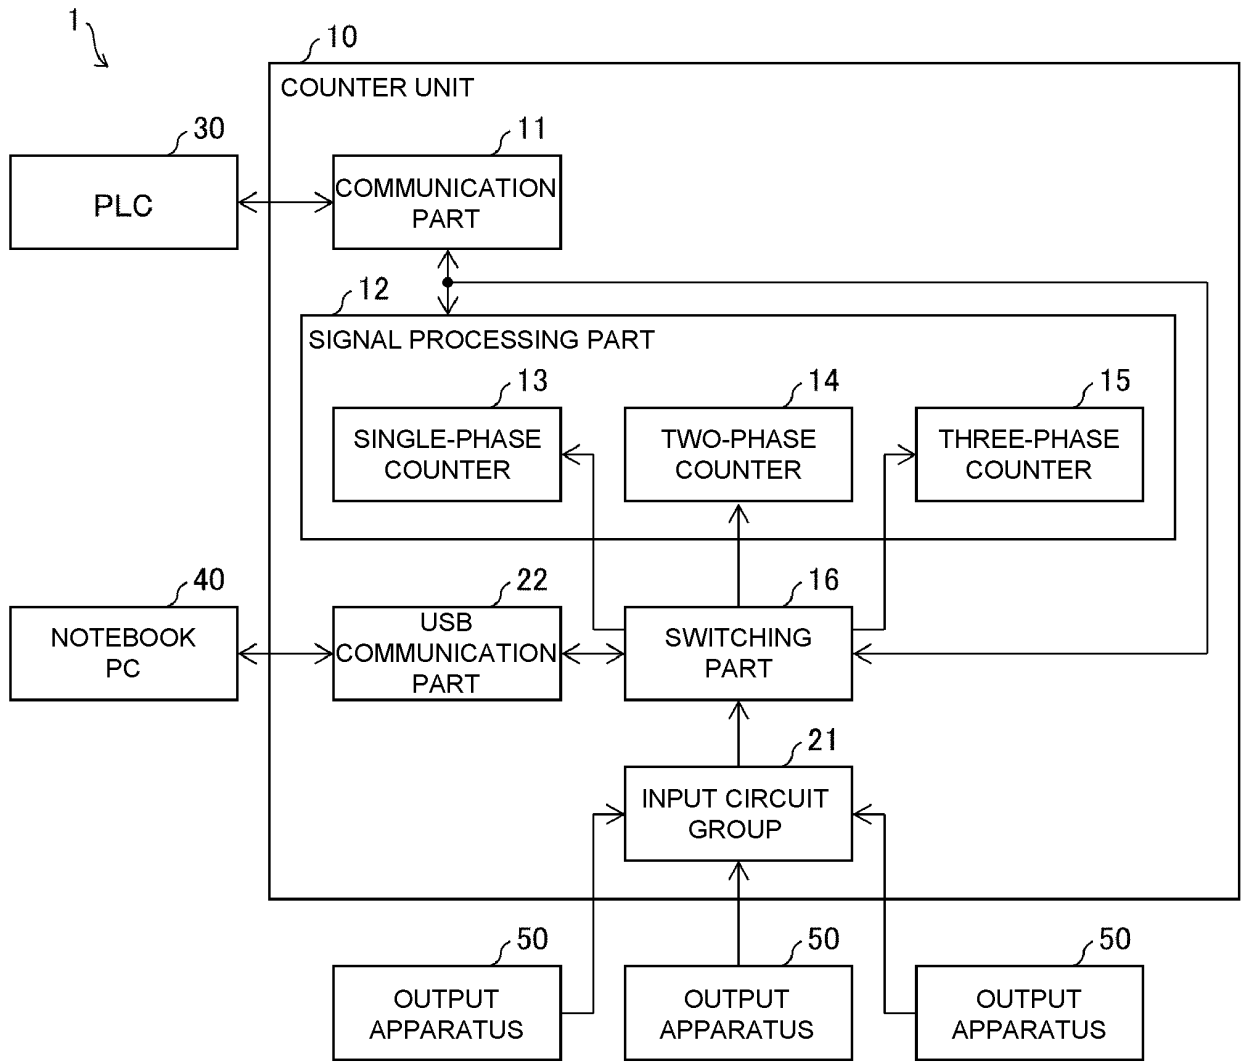 1
10
COUNTER UNIT
30
PLC
11
COMMUNICATION
PART
12
SIGNAL PROCESSING PART
13
SINGLE-PHASE
COUNTER
14
TWO-PHASE
COUNTER
15
THREE-PHASE
COUNTER
40
NOTEBOOK
PC
22
USB
COMMUNICATION
PART
16
SWITCHING
PART
21
INPUT CIRCUIT
GROUP
50
OUTPUT
APPARATUS
50
OUTPUT
APPARATUS
50
OUTPUT
APPARATUS